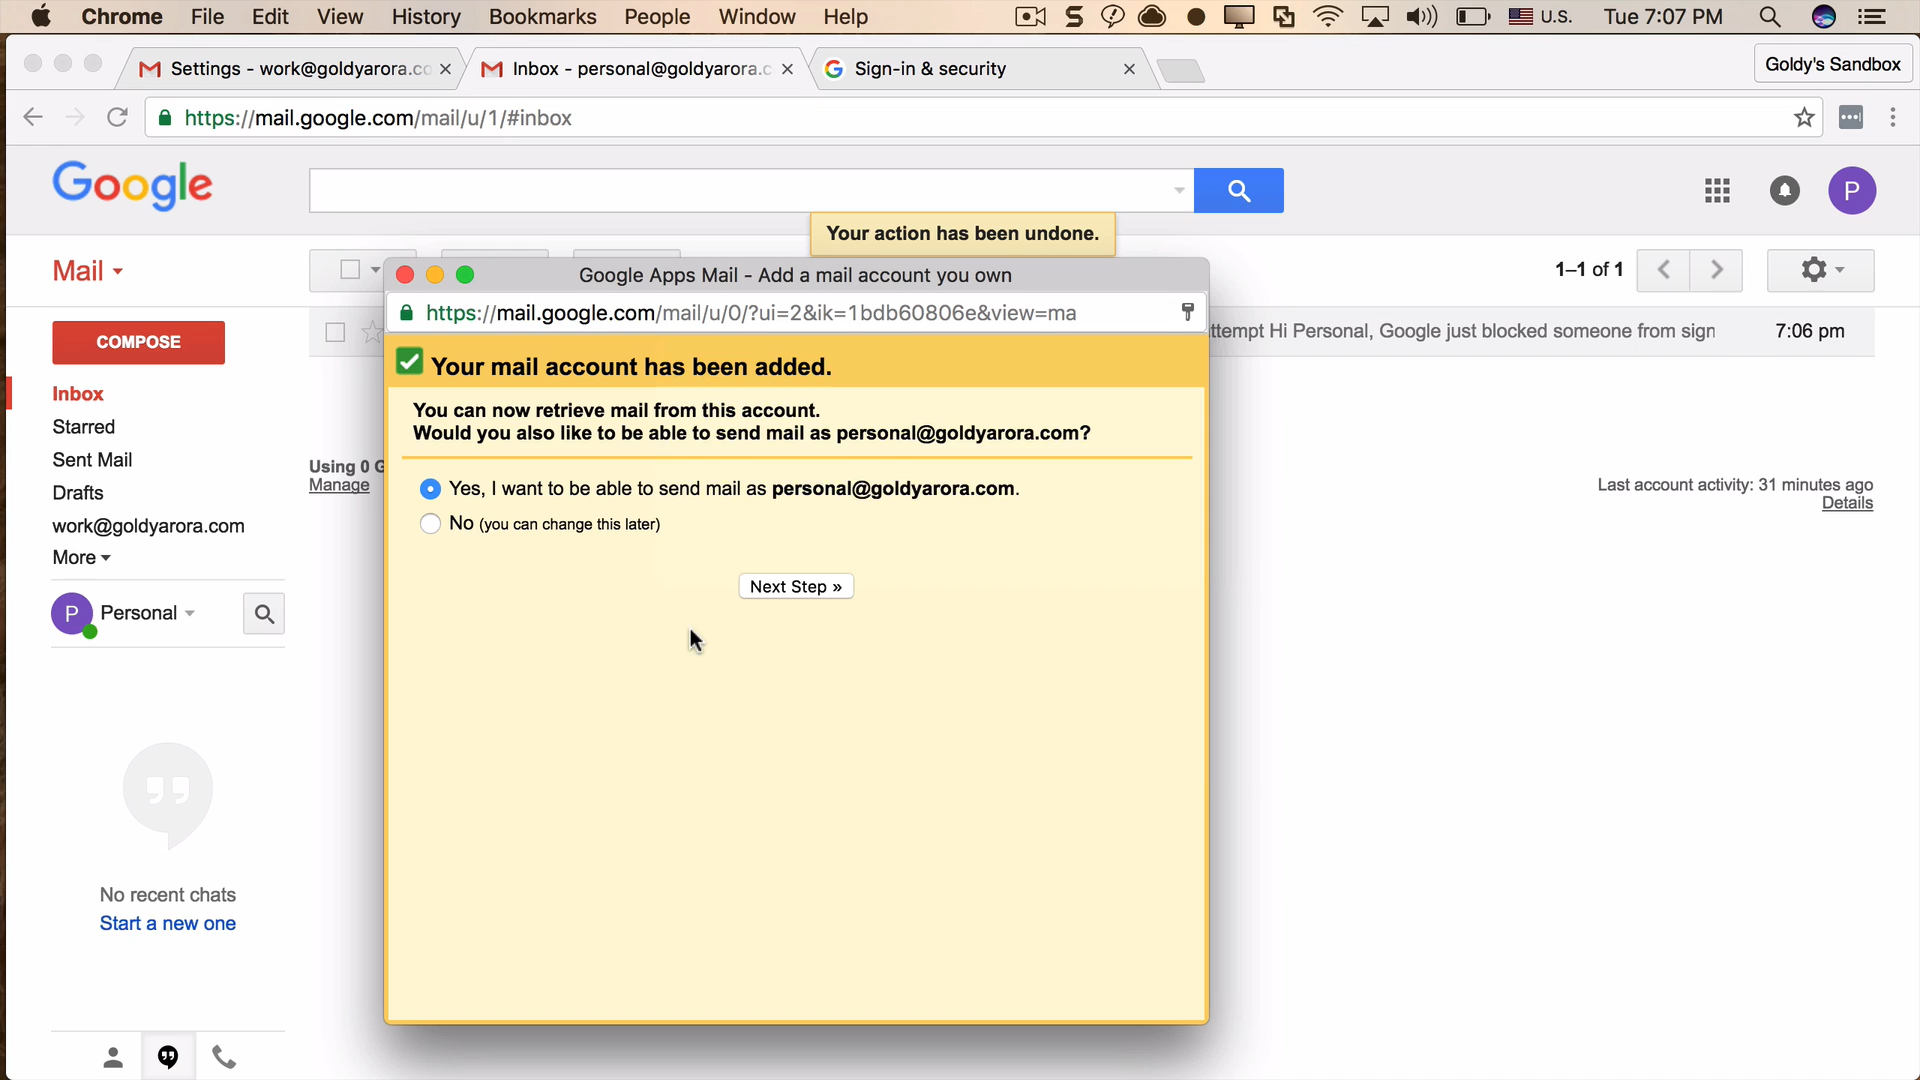 Chrome File Edit View History Bookmarks People Window Help U.S. Tue 7:07 PM
Settings - work@goldyarora.co
Inbox - personal@goldyarora.c
Sign-in & security
Goldy's Sandbox
https://mail.google.com/mail/u/1/#inbox
Google
P
Your action has been undone.
Mail
1–1 of 1
Google Apps Mail - Add a mail account you own
https://mail.google.com/mail/u/0/?ui=2&ik=1bdb60806e&view=ma
COMPOSE
ttempt Hi Personal, Google just blocked someone from sign
7:06 pm
Your mail account has been added.
Inbox
Starred
Sent Mail
Drafts
work@goldyarora.com
More
You can now retrieve mail from this account.
Would you also like to be able to send mail as personal@goldyarora.com?
Using 0 G
Manage
Last account activity: 31 minutes ago
Details
Yes, I want to be able to send mail as personal@goldyarora.com.
No (you can change this later)
Next Step »
P Personal
No recent chats
Start a new one